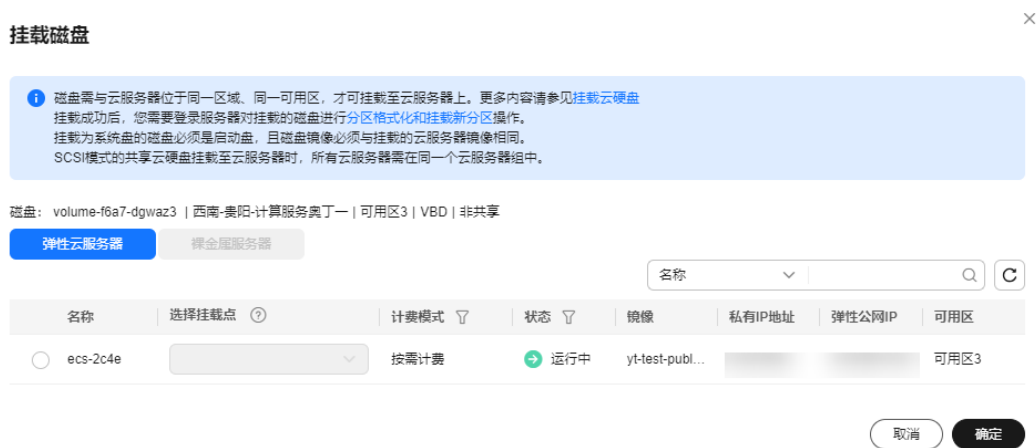 挂载磁盘
磁盘需与云服务器位于同一区域、同一可用区，才可挂载至云服务器上。更多内容请参见挂载云硬盘
挂载成功后，您需要登录服务器对挂载的磁盘进行分区格式化和挂载新分区操作。
挂载为系统盘的磁盘必须是启动盘，且磁盘镜像必须与挂载的云服务器镜像相同。
SCSI模式的共享云硬盘挂载至云服务器时，所有云服务器需在同一个云服务器组中。
磁盘： volume-f6a7-dgwaz3 | 西南-贵阳-计算服务奥丁一 | 可用区3 | VBD | 非共享
弹性云服务器 裸金属服务器
名称
名称 选择挂载点 ? 计费模式 状态 镜像 私有IP地址 弹性公网IP 可用区
ecs-2c4e 按需计费 运行中 yt-test-publ... 可用区3
取消 确定